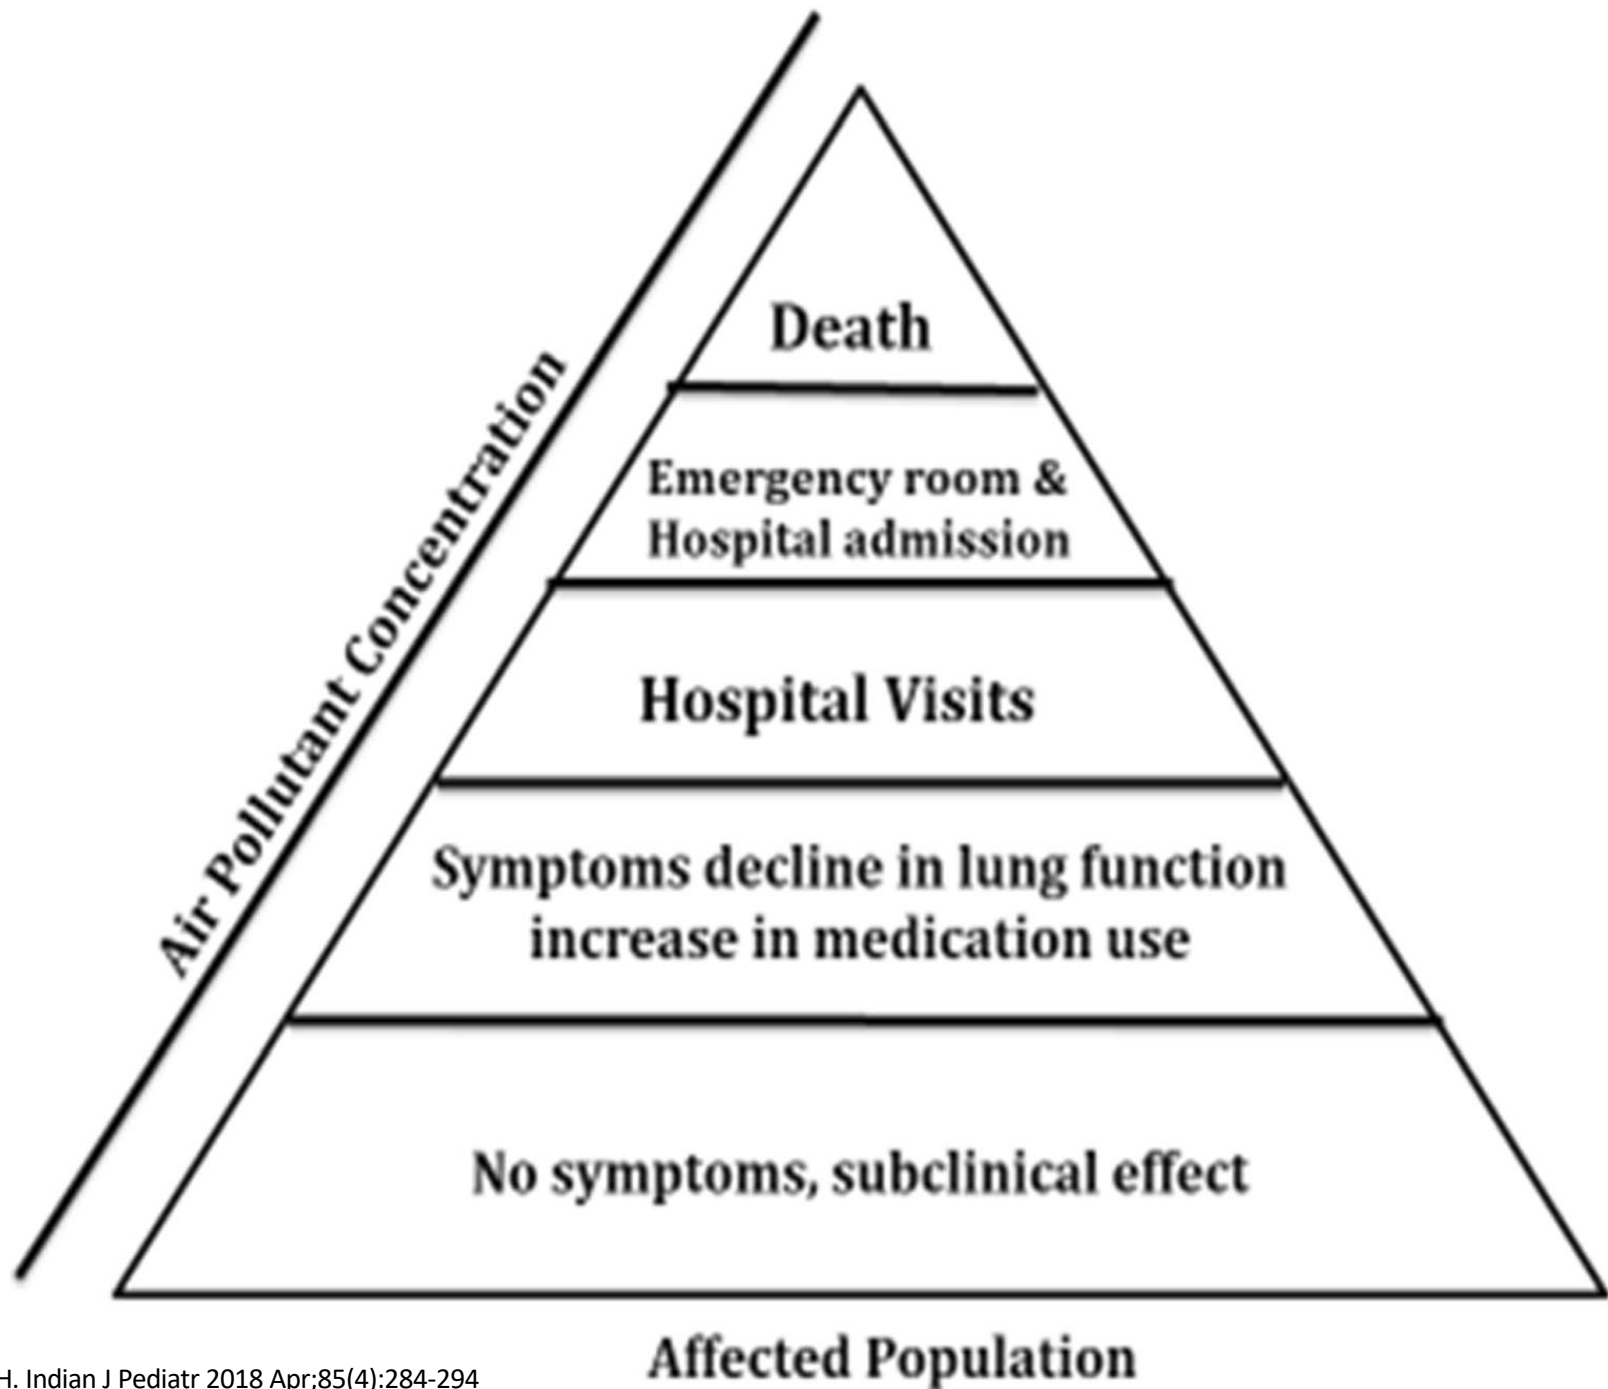 Death
Emergency room &
Hospital admission
Hospital Visits
Symptoms decline in lung function
increase in medication use
No symptoms, subclinical effect
Air Pollutant Concentration
Affected Population
H. Indian J Pediatr 2018 Apr;85(4):284-294